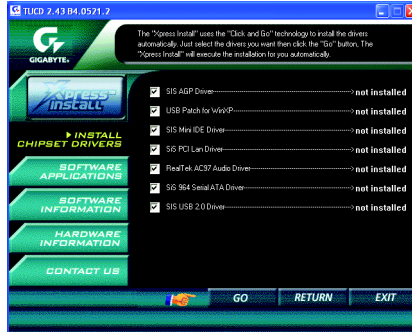 TUCD 2.43 B4.0521.2
GIGABYTE.
The "Xpress Install" uses the "Click and Go" technology to install the drivers
automatically. Just select the drivers you want then click the "Go" button, The
"Xpress Install" will execute the installation for you automatically.
Xpress-
Install
INSTALL
CHIPSET DRIVERS
SOFTWARE
APPLICATIONS
SOFTWARE
INFORMATION
HARDWARE
INFORMATION
CONTACT US
SIS AGP Driver not installed
USB Patch for WinXP not installed
SIS Mini IDE Driver not installed
SiS PCI Lan Driver not installed
RealTek AC97 Audio Driver not installed
SiS 964 Serial ATA Driver not installed
SIS USB 2.0 Driver not installed
GO RETURN EXIT